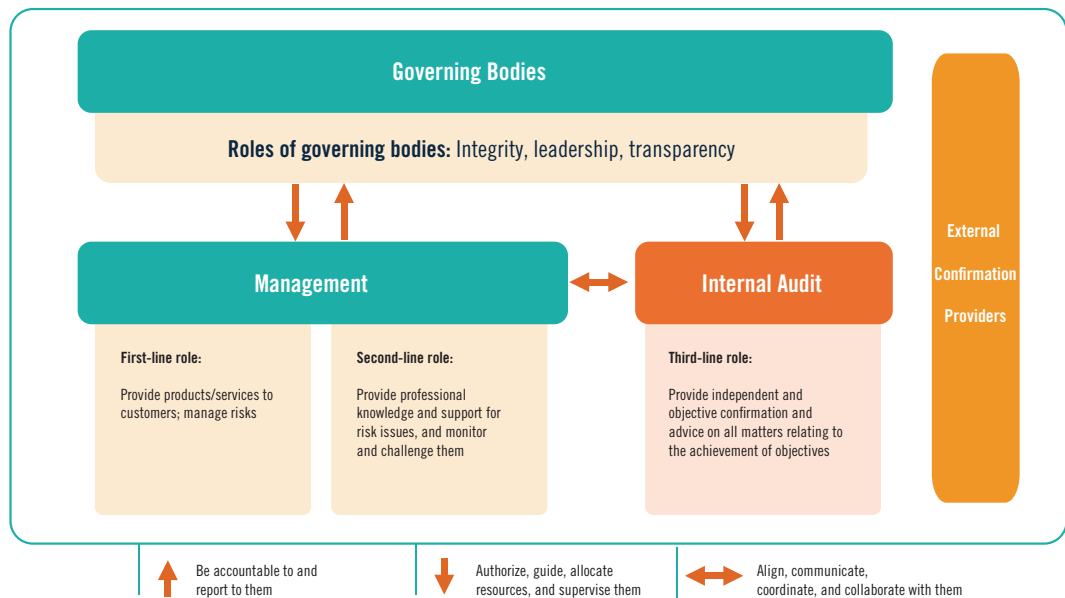 Governing Bodies
Roles of governing bodies: Integrity, leadership, transparency
Management
Internal Audit
External
Confirmation
Providers
First-line role:
Provide products/services to
customers; manage risks
Second-line role:
Provide professional
knowledge and support for
risk issues, and monitor
and challenge them
Third-line role:
Provide independent and
objective confirmation and
advice on all matters relating to
the achievement of objectives
Be accountable to and
report to them
Authorize, guide, allocate
resources, and supervise them
Align, communicate,
coordinate, and collaborate with them